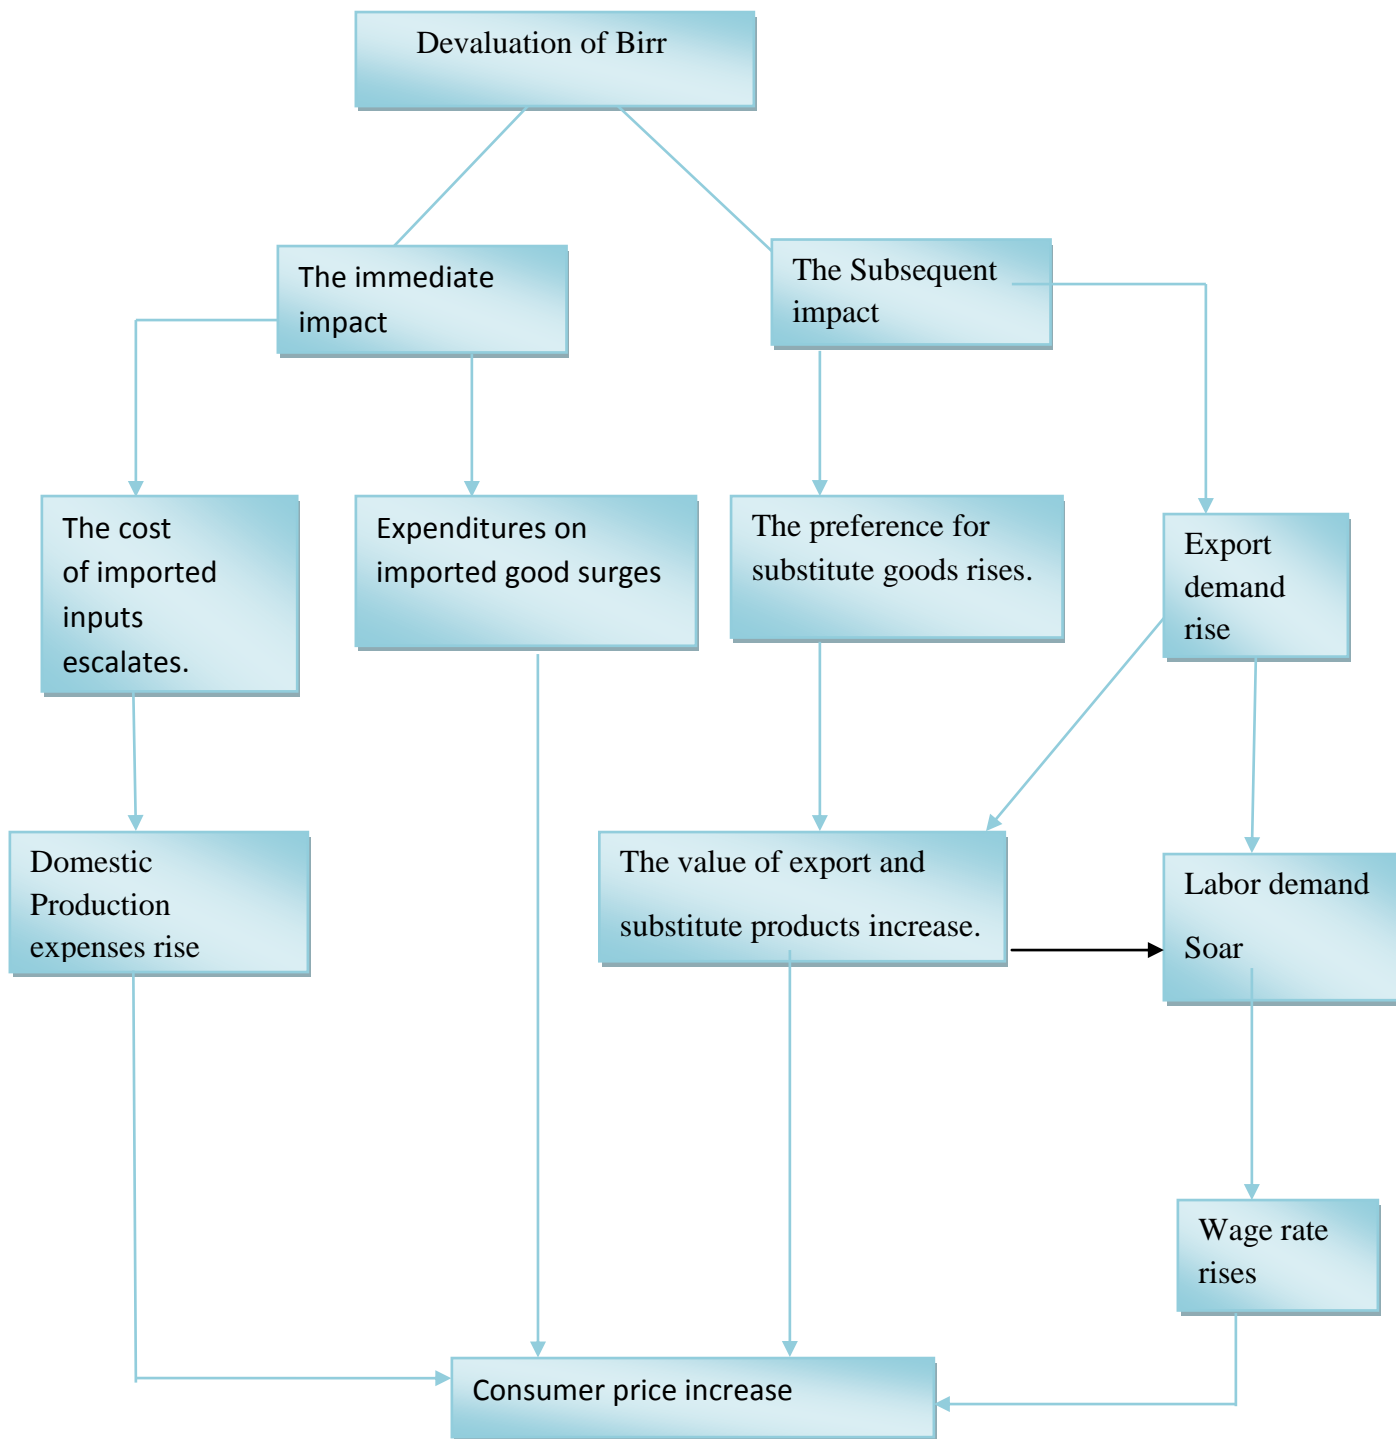 Devaluation of Birr
The immediate
impact
The Subsequent
impact
The cost
of imported
inputs
escalates.
Expenditures on
imported good surges
The preference for
substitute goods rises.
Export
demand
rise
Domestic
Production
expenses rise
The value of export and
substitute products increase.
Labor demand
Soar
Wage rate
rises
Consumer price increase